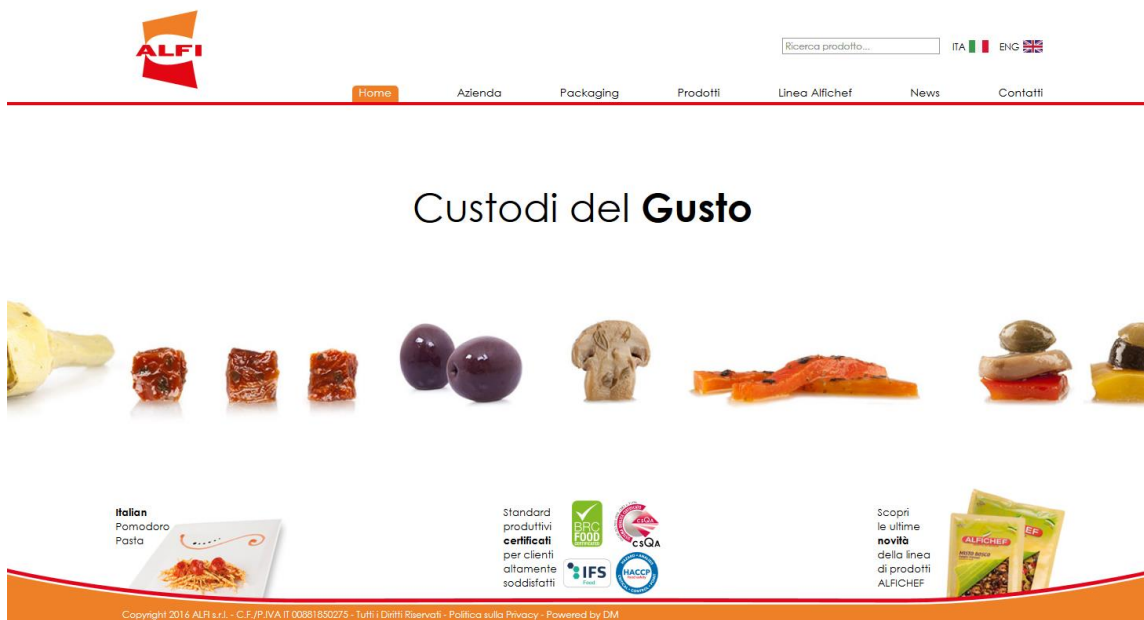 ALFI
Ricerca prodotto...
ITA
ENG
Home
Azienda
Packaging
Prodotti
Linea Alfichef
News
Contatti
Custodi del Gusto
Italian
Pomodoro
Pasta
Standard
produttivi
certificati
per clienti
altamente
soddisfatti
BRC
FOOD
CSQA
IFS
Food
HACCP
Scopri
le ultime
novità
della linea
di prodotti
ALFICHEF
ALFICHEF
Copyright 2016 ALFI s.r.l. - C.F./P.IVA IT 00881850275 - Tutti i Diritti Riservati - Politica sulla Privacy - Powered by DM